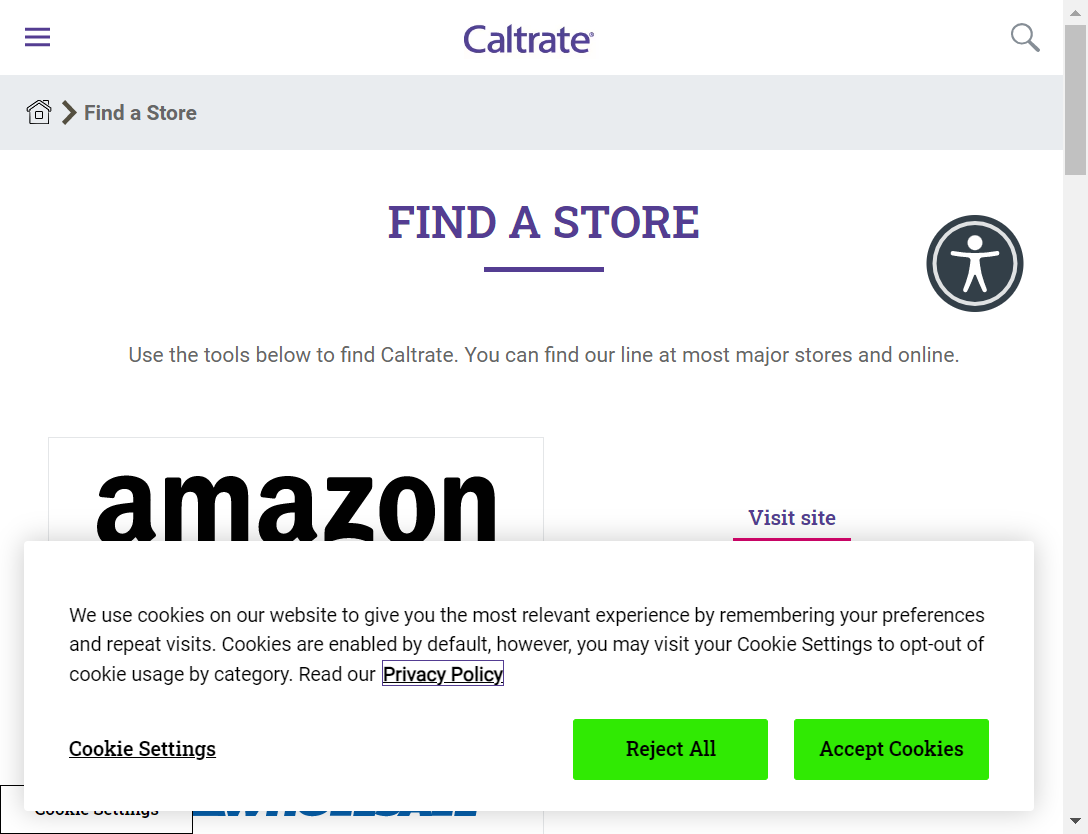 Caltrate®
Find a Store
FIND A STORE
Use the tools below to find Caltrate. You can find our line at most major stores and online.
amazon
Visit site
We use cookies on our website to give you the most relevant experience by remembering your preferences
and repeat visits. Cookies are enabled by default, however, you may visit your Cookie Settings to opt-out of
cookie usage by category. Read our Privacy Policy
Cookie Settings
Reject All
Accept Cookies
Cookie Settings
WHOLESALE